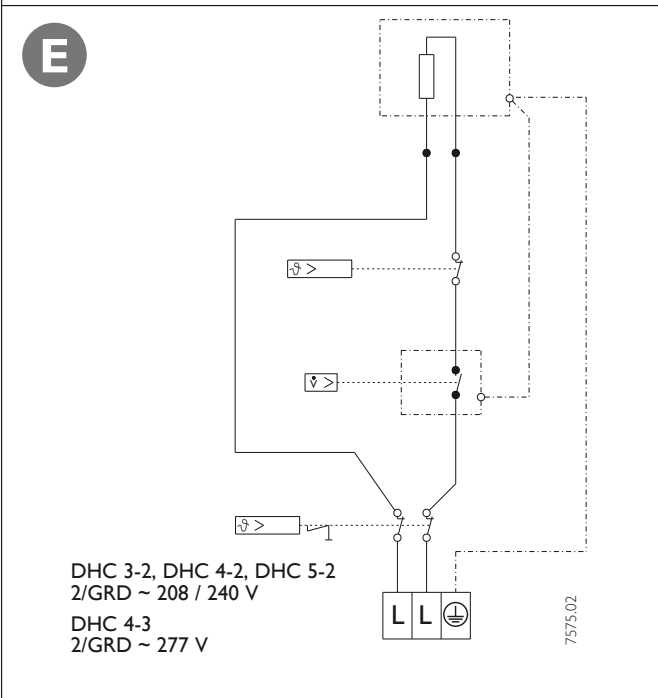 E
ϑ >
v̇ >
ϑ >
DHC 3-2, DHC 4-2, DHC 5-2
2/GRD ~ 208 / 240 V
DHC 4-3
2/GRD ~ 277 V
L L
7575.02